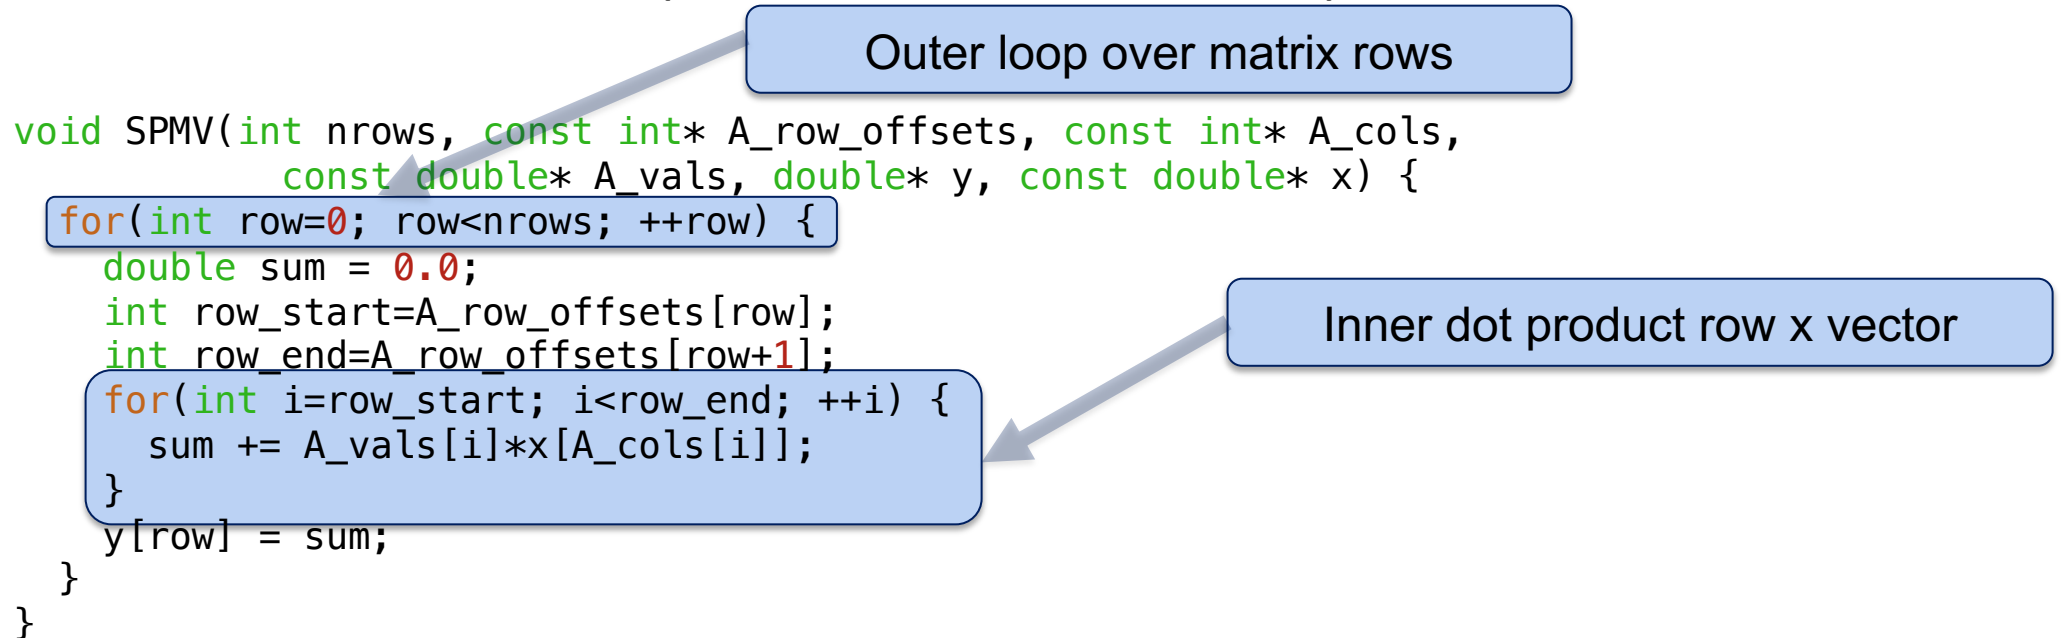 Outer loop over matrix rows
void SPMV(int nrows, const int* A_row_offsets, const int* A_cols,
const double* A_vals, double* y, const double* x) {
for(int row=0; row<nrows; ++row) {
double sum = 0.0;
int row_start=A_row_offsets[row];
int row_end=A_row_offsets[row+1];
Inner dot product row x vector
for(int i=row_start; i<row_end; ++i) {
sum += A_vals[i]*x[A_cols[i]];
}
y[row] = sum;
}
}